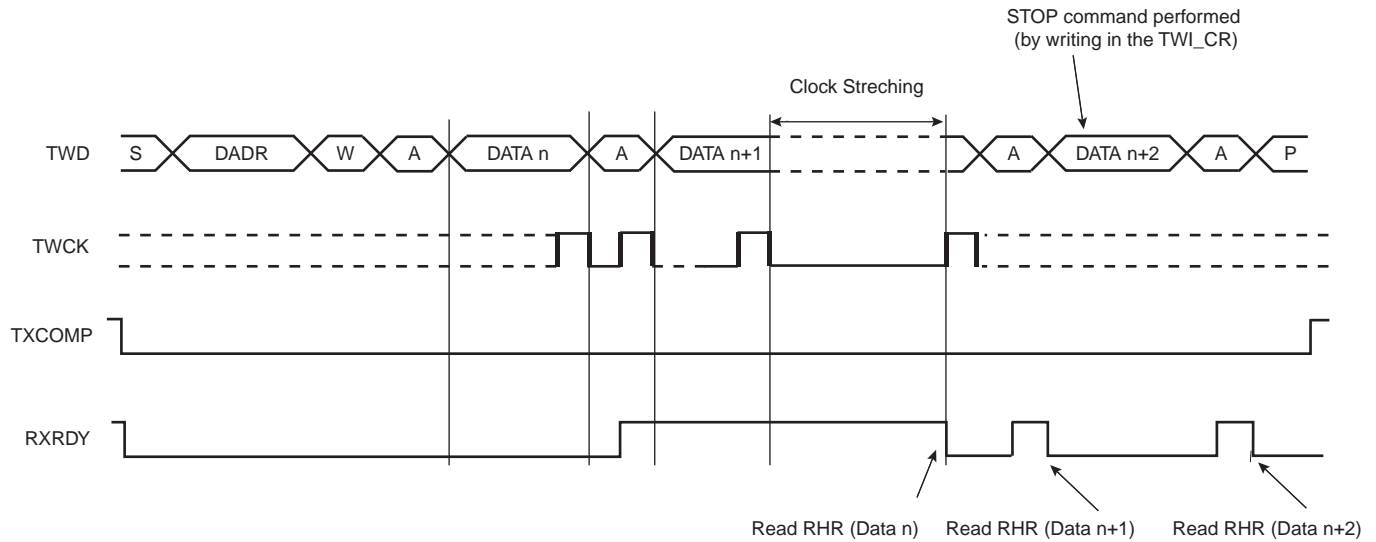 STOP command performed
(by writing in the TWI_CR)
Clock Streching
TWD S DADR W A DATA n A DATA n+1 A DATA n+2 A P
TWCK
TXCOMP
RXRDY
Read RHR (Data n) Read RHR (Data n+1) Read RHR (Data n+2)